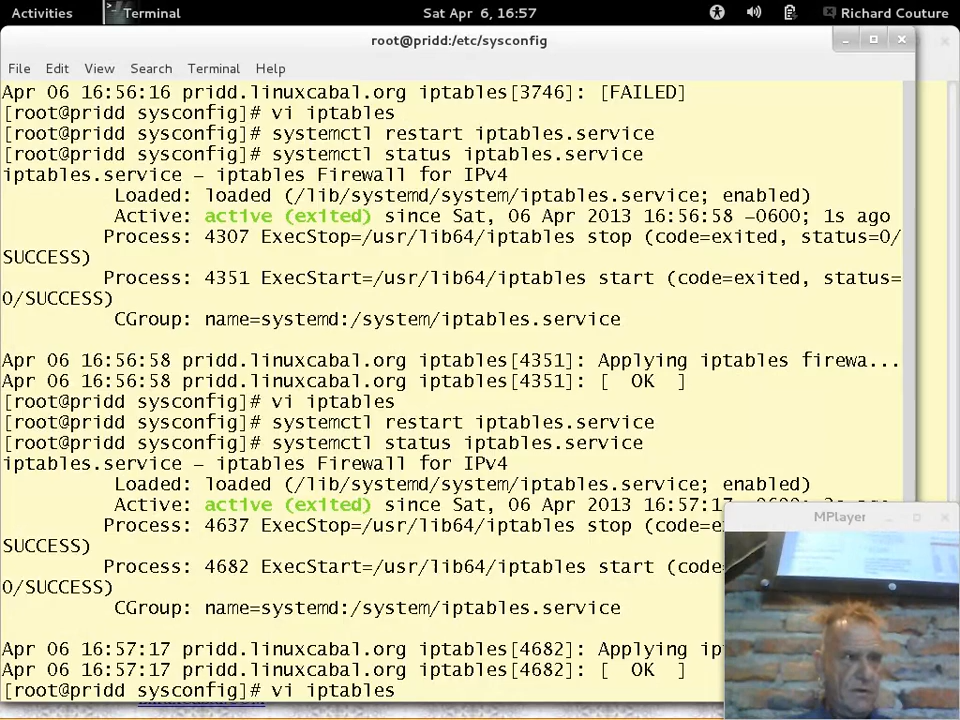 Activities Terminal Sat Apr 6, 16:57 Richard Couture
root@pridd:/etc/sysconfig
File Edit View Search Terminal Help
Apr 06 16:56:16 pridd.linuxcabal.org iptables[3746]: [FAILED]
[root@pridd sysconfig]# vi iptables
[root@pridd sysconfig]# systemctl restart iptables.service
[root@pridd sysconfig]# systemctl status iptables.service
iptables.service – iptables Firewall for IPv4
Loaded: loaded (/lib/systemd/system/iptables.service; enabled)
Active: active (exited) since Sat, 06 Apr 2013 16:56:58 –0600; 1s ago
Process: 4307 ExecStop=/usr/lib64/iptables stop (code=exited, status=0/
SUCCESS)
Process: 4351 ExecStart=/usr/lib64/iptables start (code=exited, status=
0/SUCCESS)
CGroup: name=systemd:/system/iptables.service
Apr 06 16:56:58 pridd.linuxcabal.org iptables[4351]: Applying iptables firewa...
Apr 06 16:56:58 pridd.linuxcabal.org iptables[4351]: [ OK ]
[root@pridd sysconfig]# vi iptables
[root@pridd sysconfig]# systemctl restart iptables.service
[root@pridd sysconfig]# systemctl status iptables.service
iptables.service – iptables Firewall for IPv4
Loaded: loaded (/lib/systemd/system/iptables.service; enabled)
Active: active (exited) since Sat, 06 Apr 2013 16:57:17
MPlayer
Process: 4637 ExecStop=/usr/lib64/iptables stop (code=e
SUCCESS)
Process: 4682 ExecStart=/usr/lib64/iptables start (code
0/SUCCESS)
CGroup: name=systemd:/system/iptables.service
Apr 06 16:57:17 pridd.linuxcabal.org iptables[4682]: Applying ip
Apr 06 16:57:17 pridd.linuxcabal.org iptables[4682]: [ OK ]
[root@pridd sysconfig]# vi iptables